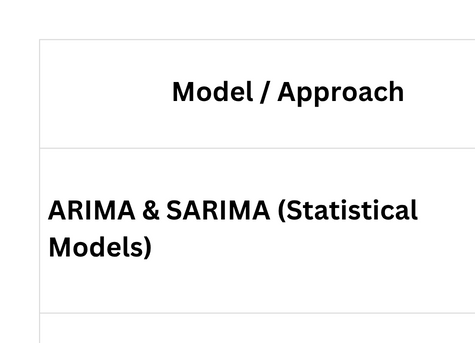 Model / Approach
ARIMA & SARIMA (Statistical
Models)